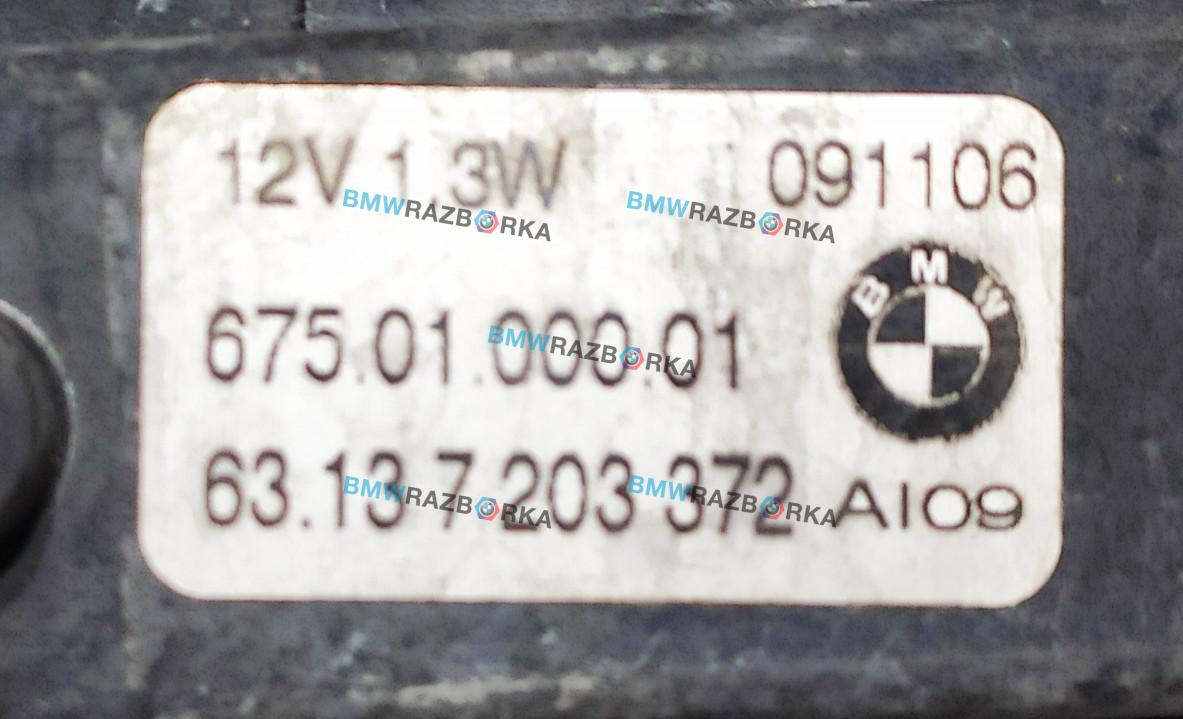 12V 1.3W 091106
BMWRAZBORKA BMWRAZBORKA
BMW
675.01.000.01
BMWRAZBORKA
63.13 7 203 372 AI09
BMWRAZBORKA BMWRAZBORKA